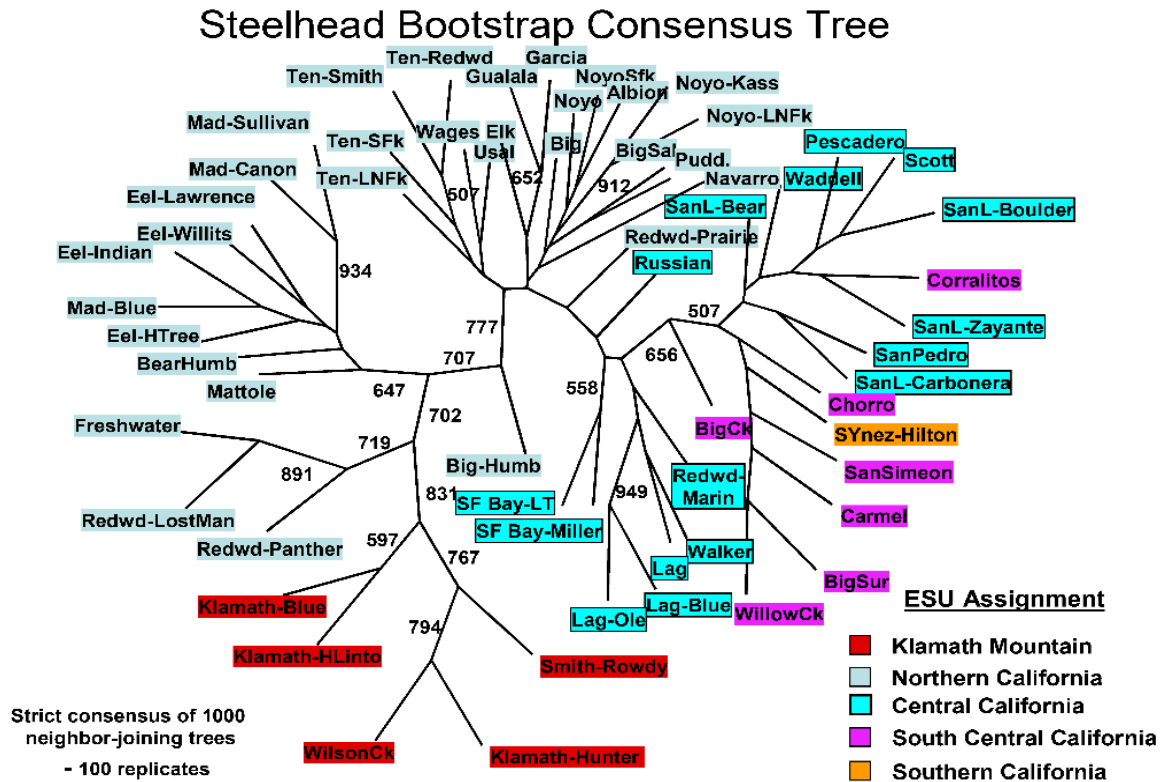 Steelhead Bootstrap Consensus Tree
Ten-Redwd
Garcia
Ten-Smith
Gualala
NoyoSfk
Noyo-Kass
Albion
Noyo
Mad-Sullivan
Ten-SFk
Wages
Elk
Usal
Big
BigSal
Noyo-LNFk
Pudd.
Pescadero
Scott
Mad-Canon
Ten-LNFk
507
652
912
Navarro
Waddell
Eel-Lawrence
SanL-Bear
SanL-Boulder
Eel-Willits
Redwd-Prairie
Eel-Indian
934
Russian
Corralitos
Mad-Blue
507
Eel-HTree
777
SanL-Zayante
BearHumb
707
656
SanPedro
Mattole
647
558
SanL-Carbonera
702
Chorro
Freshwater
719
BigCk
SYnez-Hilton
891
Big-Humb
Redwd-
Marin
SanSimeon
831
SF Bay-LT
949
Redwd-LostMan
SF Bay-Miller
Carmel
Redwd-Panther
597
767
Walker
Lag
BigSur
Klamath-Blue
Lag-Ole
Lag-Blue
WillowCk
ESU Assignment
794
Klamath-HLinto
Smith-Rowdy
Klamath Mountain
Northern California
Central California
South Central California
Southern California
WilsonCk
Klamath-Hunter
Strict consensus of 1000
neighbor-joining trees
- 100 replicates